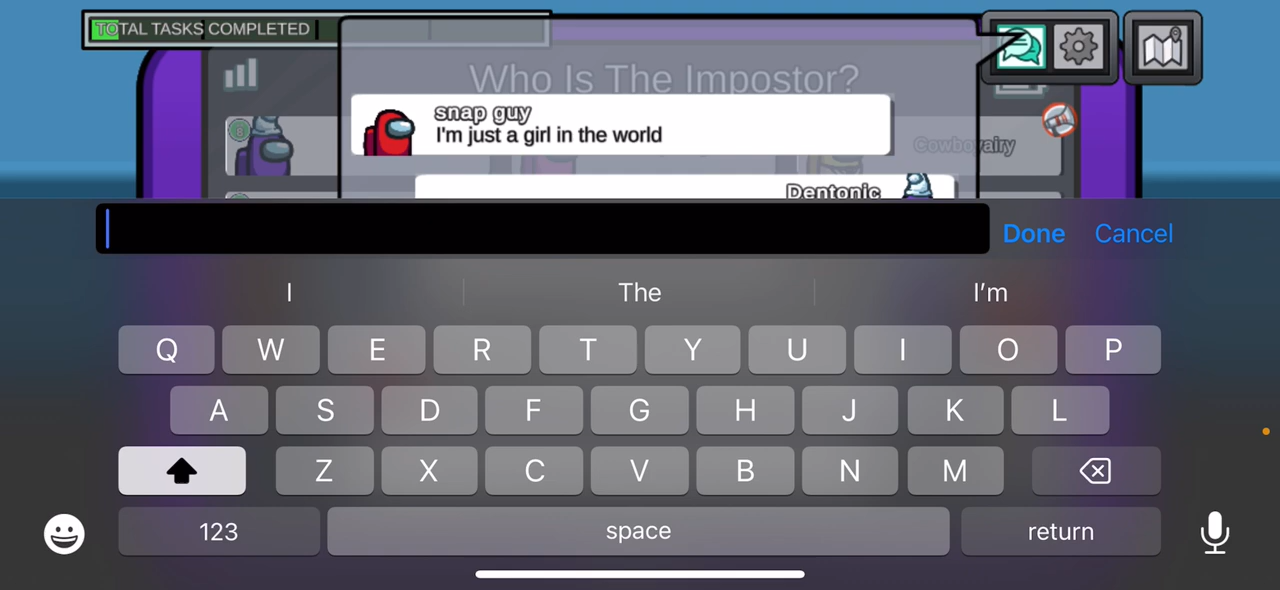 TOTAL TASKS COMPLETED
Who Is The Impostor?
snap guy
I'm just a girl in the world
Cowboyairy
8
Dentonic
Done
Cancel
I
The
I'm
Q W E R T Y U I O P
A S D F G H J K L
Z X C V B N M
123
space
return